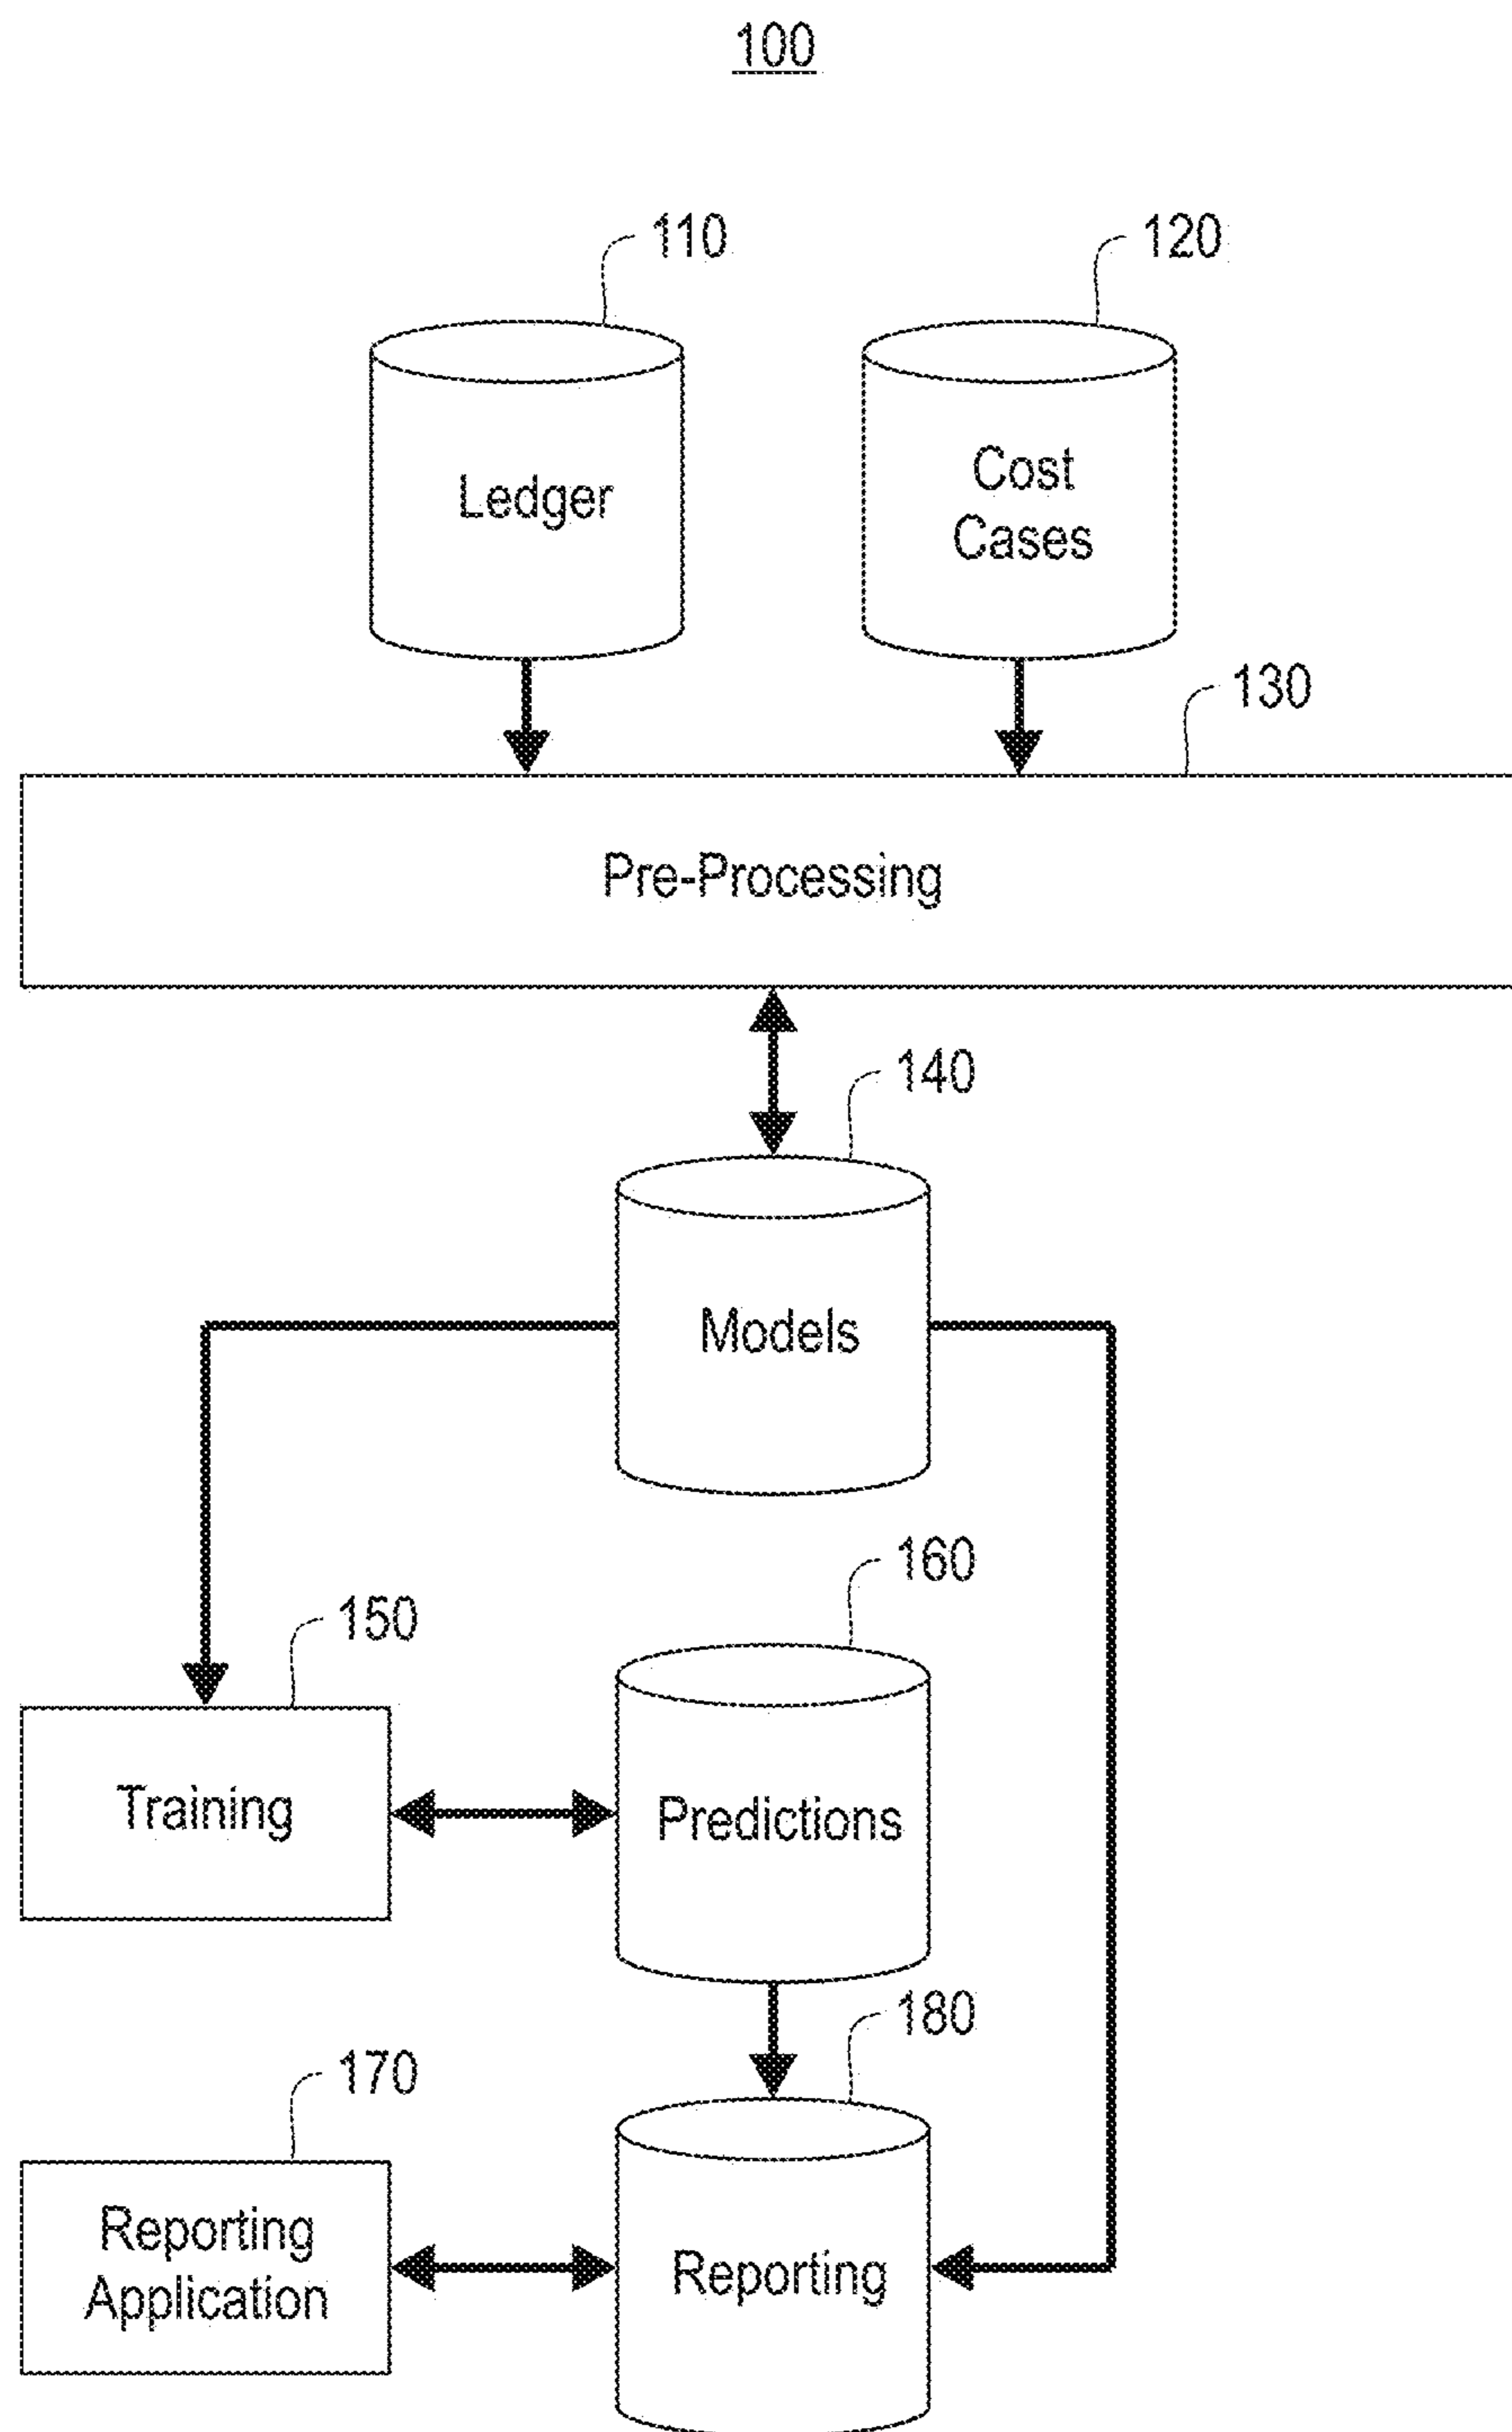 100
110
120
Ledger
Cost
Cases
130
Pre-Processing
140
Models
160
150
Training
Predictions
180
170
Reporting
Application
Reporting